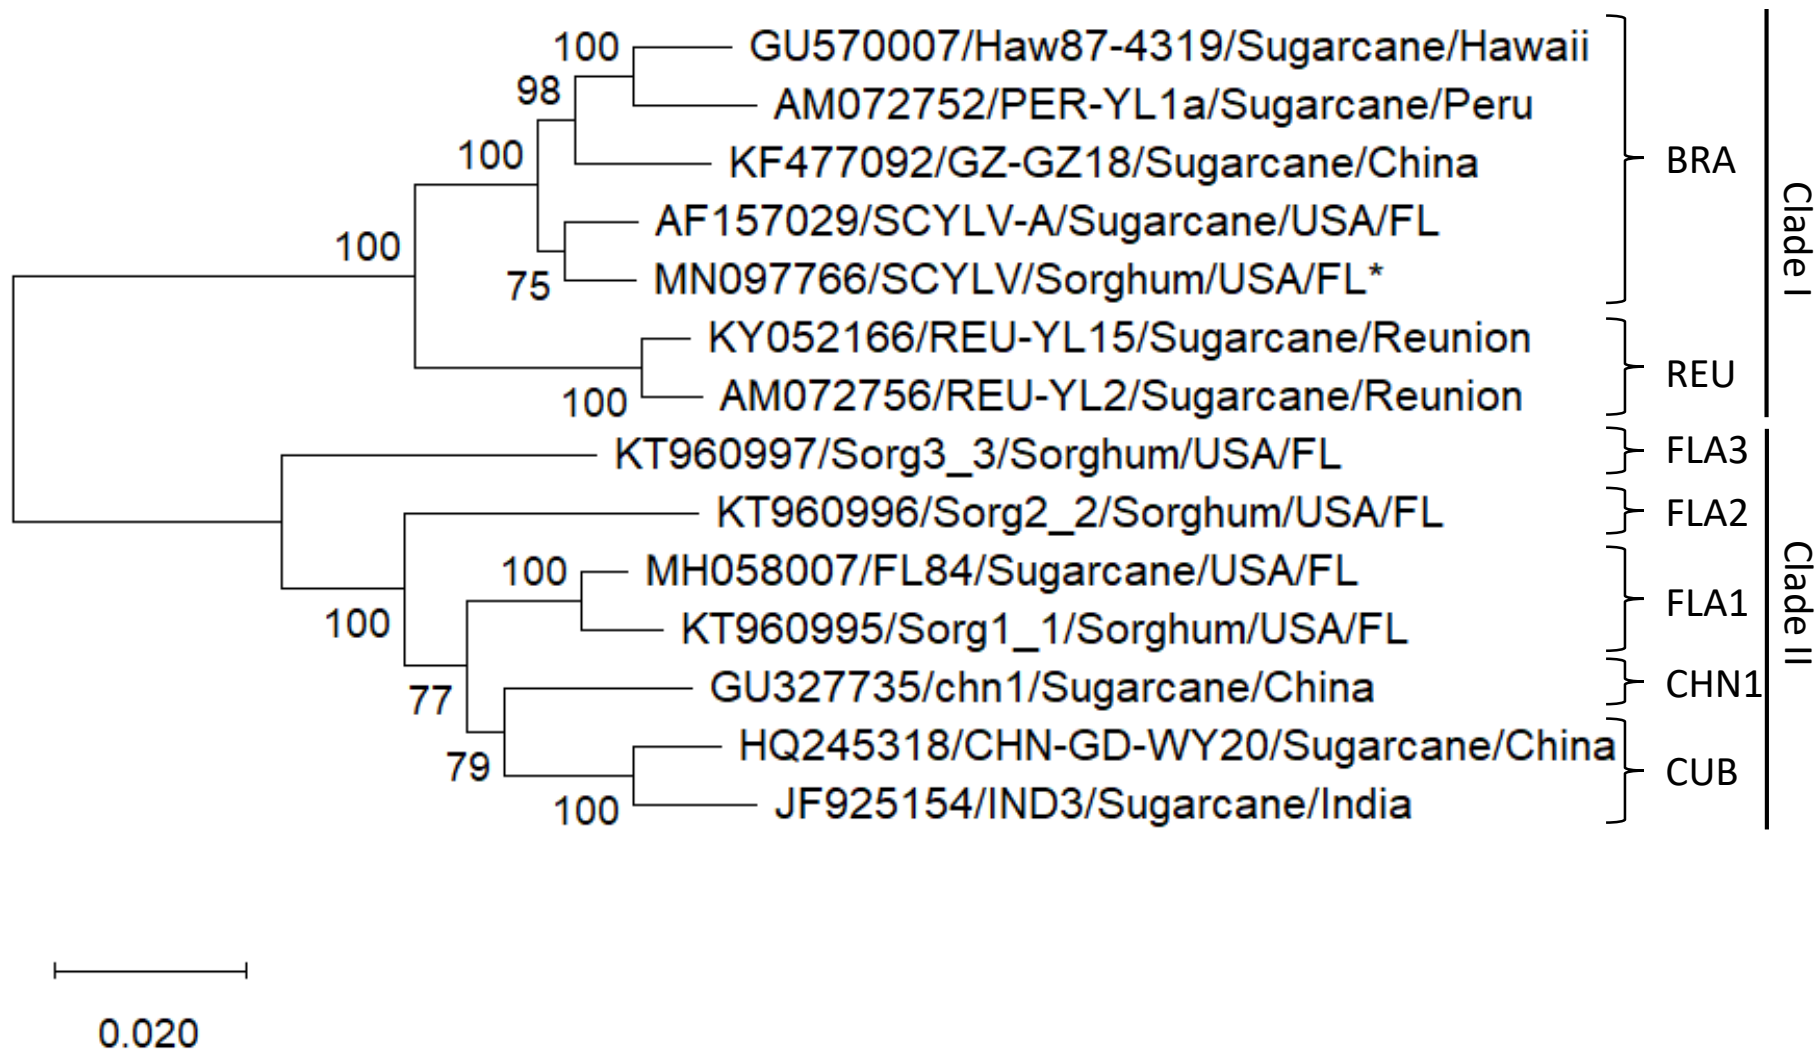 100
GU570007/Haw87-4319/Sugarcane/Hawaii
98
AM072752/PER-YL1a/Sugarcane/Peru
100
KF477092/GZ-GZ18/Sugarcane/China
BRA
AF157029/SCYLV-A/Sugarcane/USA/FL
100
75
MN097766/SCYLV/Sorghum/USA/FL*
Clade I
KY052166/REU-YL15/Sugarcane/Reunion
REU
100
AM072756/REU-YL2/Sugarcane/Reunion
KT960997/Sorg3_3/Sorghum/USA/FL
FLA3
KT960996/Sorg2_2/Sorghum/USA/FL
FLA2
100
MH058007/FL84/Sugarcane/USA/FL
FLA1
100
KT960995/Sorg1_1/Sorghum/USA/FL
Clade II
77
GU327735/chn1/Sugarcane/China
CHN1
79
HQ245318/CHN-GD-WY20/Sugarcane/China
CUB
100
JF925154/IND3/Sugarcane/India
0.020